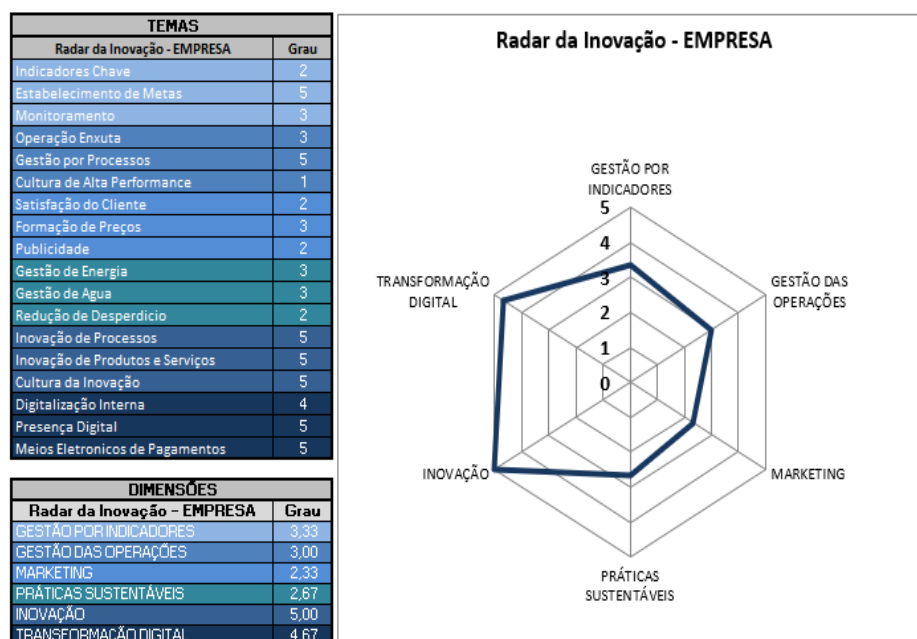 TEMAS
Radar da Inovação - EMPRESA Grau
Indicadores Chave 2
Estabelecimento de Metas 5
Monitoramento 3
Operação Enxuta 3
Gestão por Processos 5
Cultura de Alta Performance 1
Satisfação do Cliente 2
Formação de Preços 3
Publicidade 2
Gestão de Energia 3
Gestão de Agua 3
Redução de Desperdicio 2
Inovação de Processos 5
Inovação de Produtos e Serviços 5
Cultura da Inovação 5
Digitalização Interna 4
Presença Digital 5
Meios Eletronicos de Pagamentos 5
DIMENSÕES
Radar da Inovação - EMPRESA Grau
GESTÃO POR INDICADORES 3,33
GESTÃO DAS OPERAÇÕES 3,00
MARKETING 2,33
PRÁTICAS SUSTENTÁVEIS 2,67
INOVAÇÃO 5,00
TRANSFORMAÇÃO DIGITAL 4,67
Radar da Inovação - EMPRESA
GESTÃO POR
INDICADORES
5
4
3
2
1
0
GESTÃO DAS
OPERAÇÕES
MARKETING
PRÁTICAS
SUSTENTÁVEIS
INOVAÇÃO
TRANSFORMAÇÃO
DIGITAL